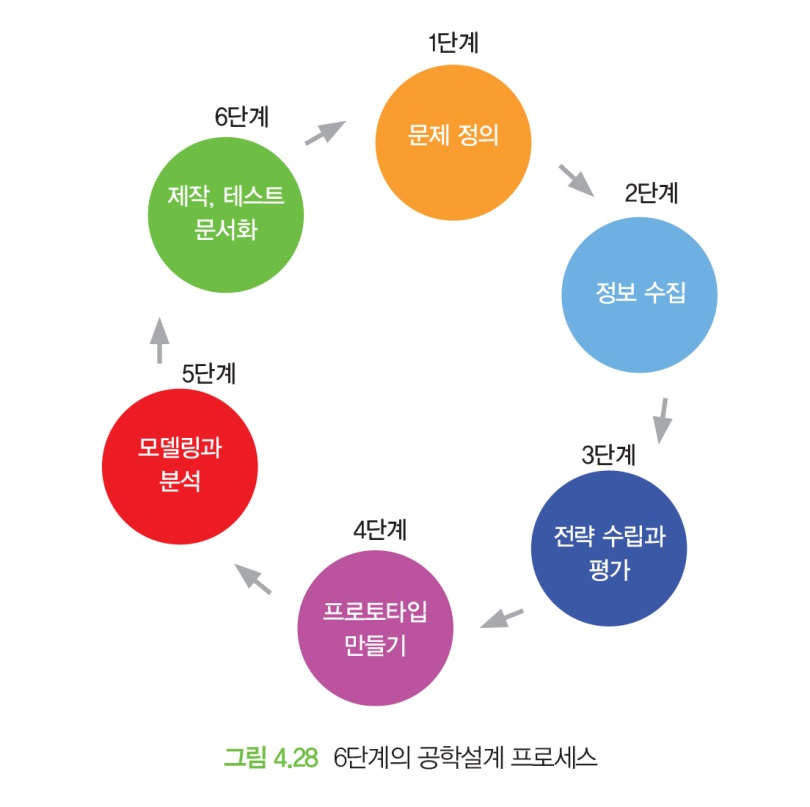 1단계
문제 정의
2단계
정보 수집
3단계
전략 수립과
평가
4단계
프로토타입
만들기
5단계
모델링과
분석
6단계
제작, 테스트
문서화
그림 4.28 6단계의 공학설계 프로세스